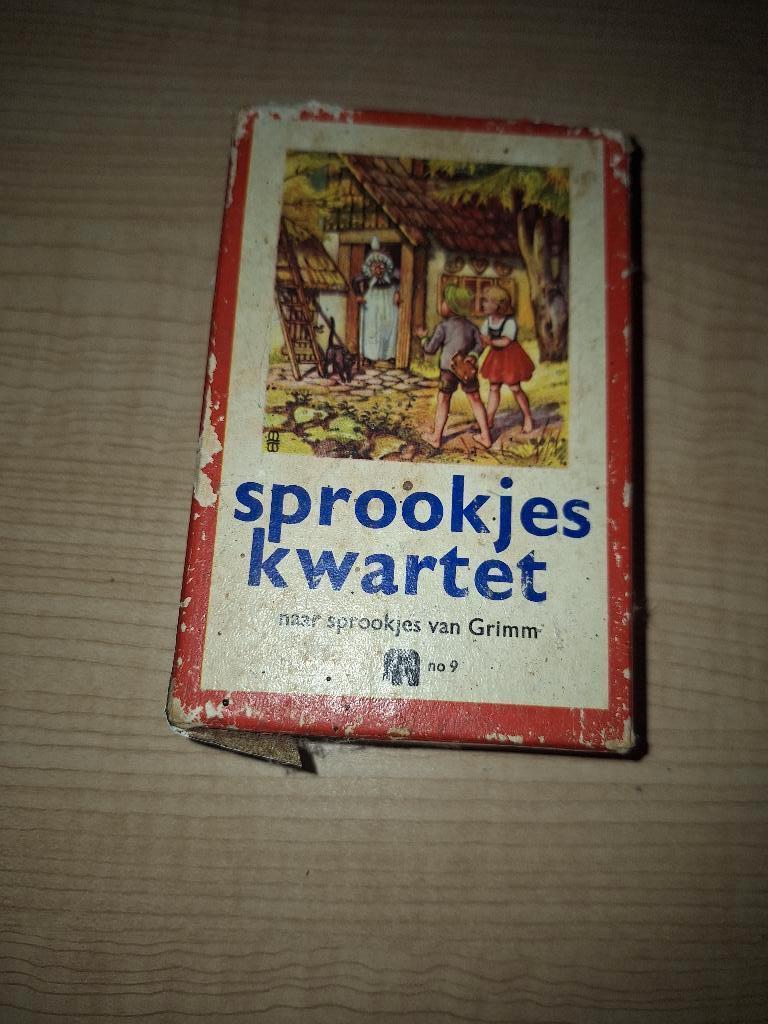 sprookjes
kwartet
naar sprookjes van Grimm
no 9